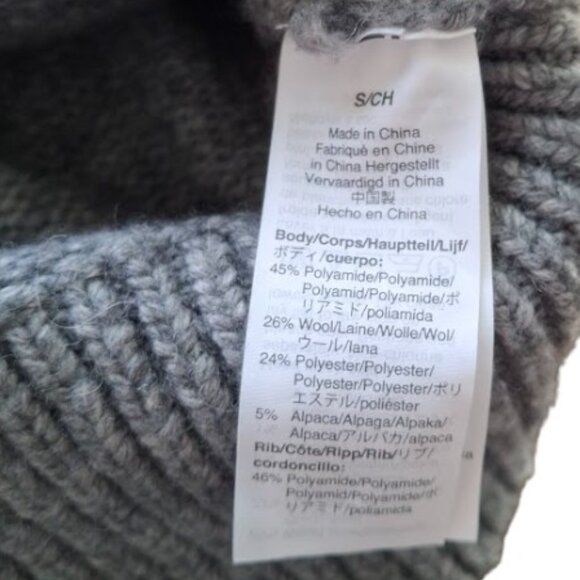 S/CH
Made in China
Fabriqué en Chine
in China Hergestellt
Vervaardigd in China
中国製
Hecho en China
Body/Corps/Hauptteil/Lijf/
ボディ/cuerpo:
45% Polyamide/Polyamide/
Polyamid/Polyamide/ポ
リアミド/poliamida
26% Wool/Laine/Wolle/Wol/
ウール/lana
24% Polyester/Polyester/
Polyester/Polyester/ポリ
エステル/poliéster
5% Alpaca/Alpaga/Alpaka/
Alpaca/アルパカ/alpaca
Rib/Côte/Ripp/Rib/リブ/
cordoncillo:
46% Polyamide/Polyamide/
Polyamid/Polyamide/ポ
リアミド/poliamida